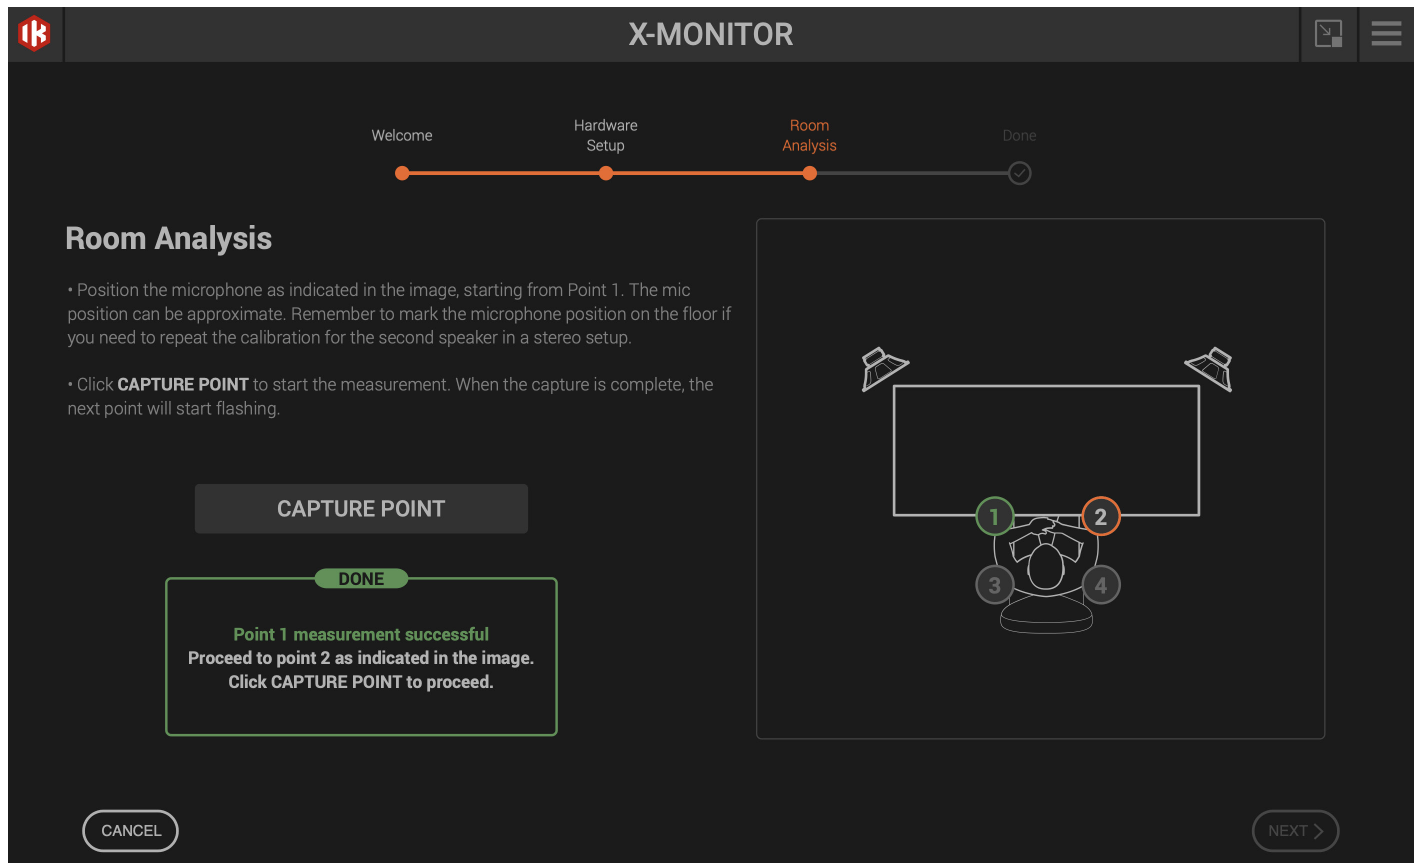 IK
X-MONITOR
Welcome
Hardware
Setup
Room
Analysis
Done
Room Analysis
• Position the microphone as indicated in the image, starting from Point 1. The mic
position can be approximate. Remember to mark the microphone position on the floor if
you need to repeat the calibration for the second speaker in a stereo setup.
• Click CAPTURE POINT to start the measurement. When the capture is complete, the
next point will start flashing.
CAPTURE POINT
DONE
Point 1 measurement successful
Proceed to point 2 as indicated in the image.
Click CAPTURE POINT to proceed.
1
2
3
4
CANCEL
NEXT